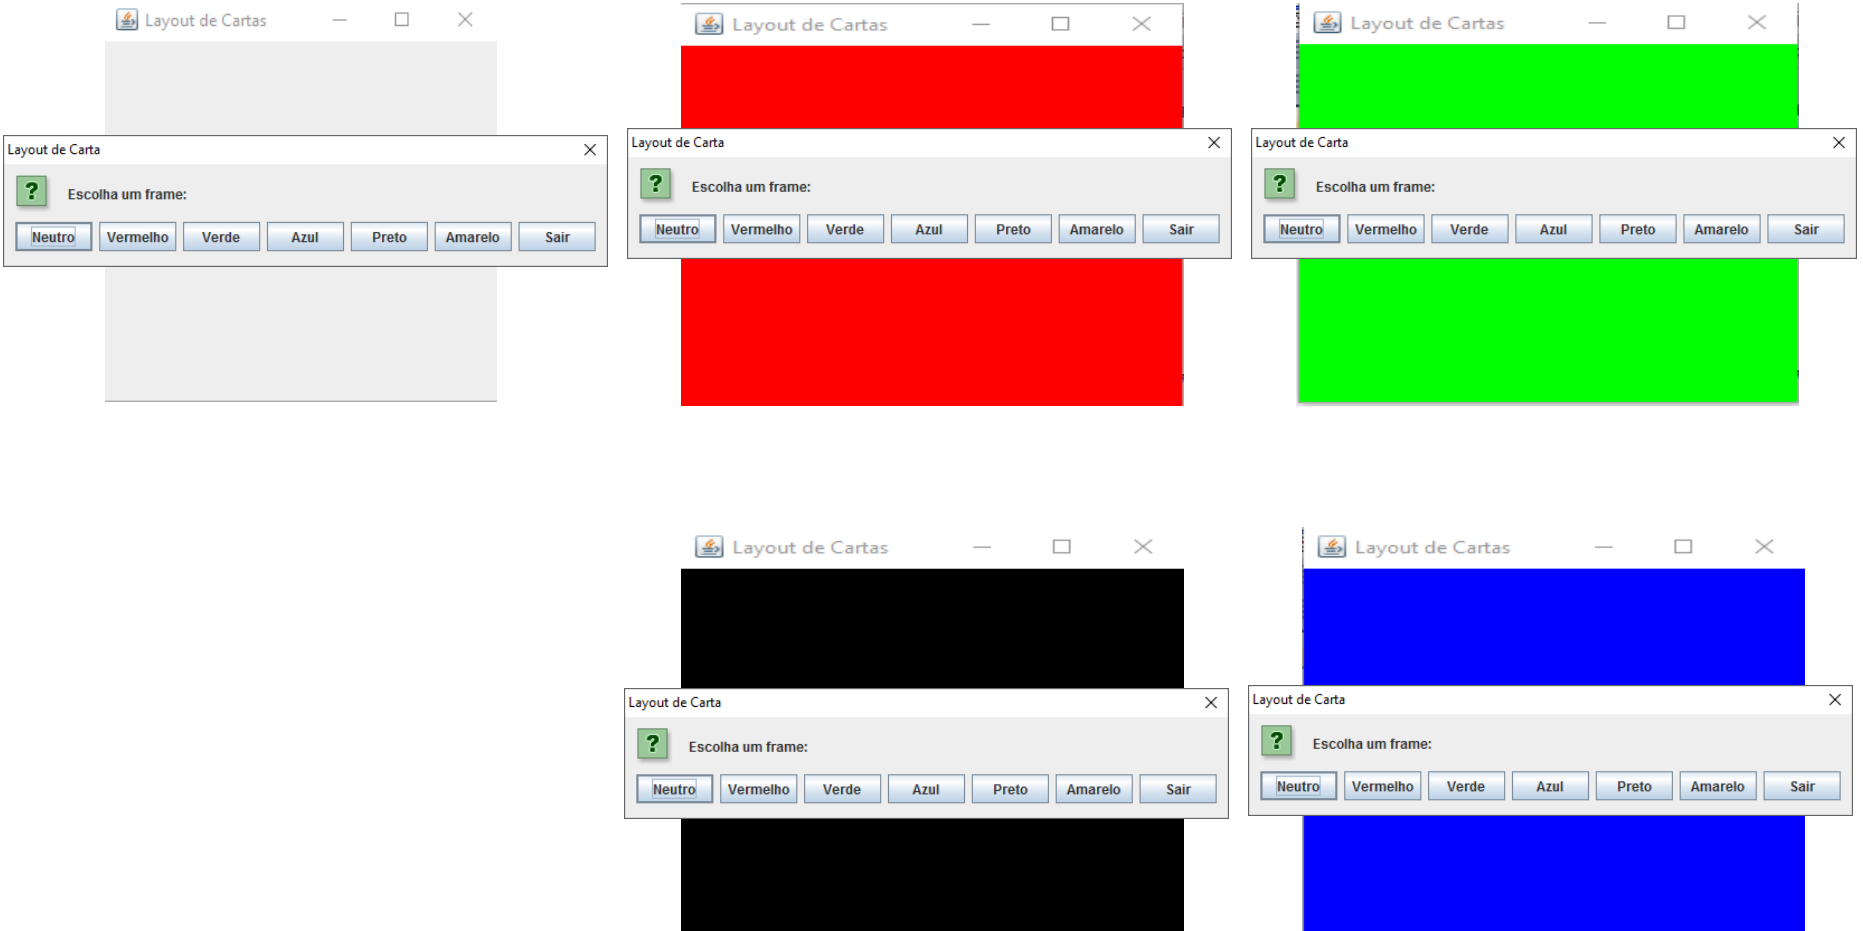 Layout de Cartas
Layout de Carta
? Escolha um frame:
Neutro Vermelho Verde Azul Preto Amarelo Sair
Layout de Cartas
Layout de Carta
? Escolha um frame:
Neutro Vermelho Verde Azul Preto Amarelo Sair
Layout de Cartas
Layout de Carta
? Escolha um frame:
Neutro Vermelho Verde Azul Preto Amarelo Sair
Layout de Cartas
Layout de Carta
? Escolha um frame:
Neutro Vermelho Verde Azul Preto Amarelo Sair
Layout de Cartas
Layout de Carta
? Escolha um frame:
Neutro Vermelho Verde Azul Preto Amarelo Sair